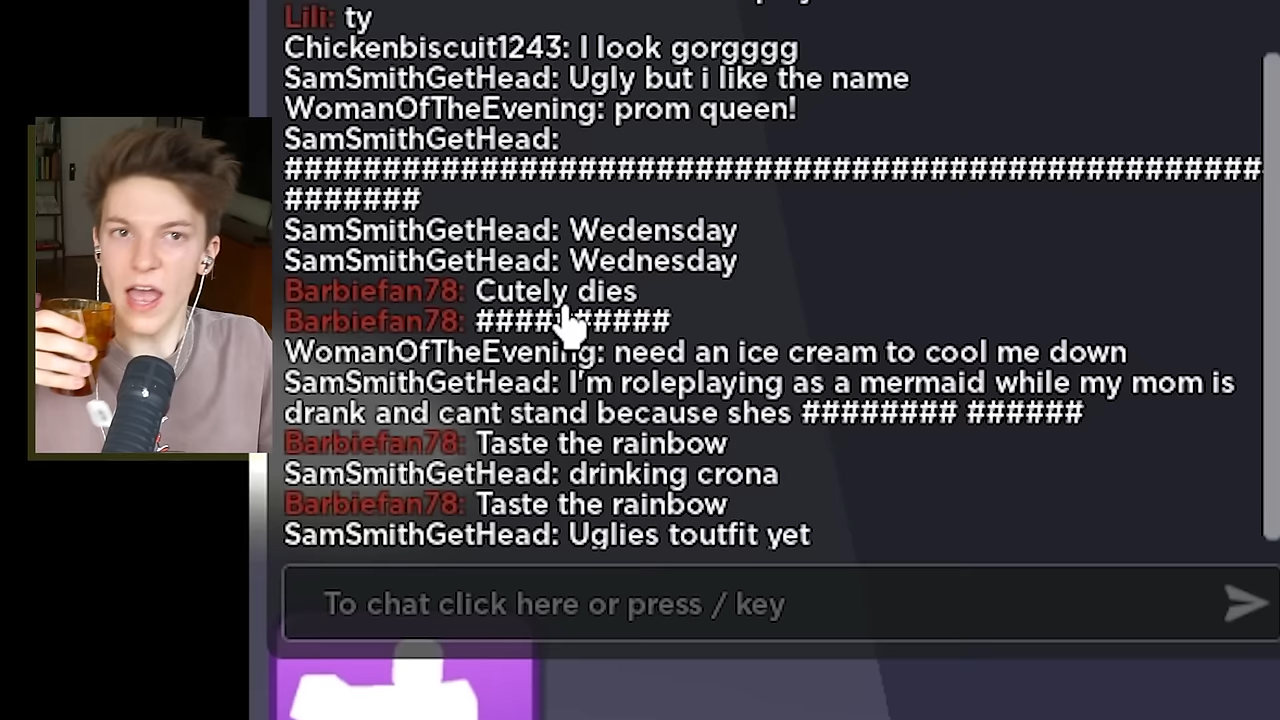 Lili: ty
Chickenbiscuit1243: I look gorgggg
SamSmithGetHead: Ugly but i like the name
WomanOfTheEvening: prom queen!
SamSmithGetHead:
##################################################
#######
SamSmithGetHead: Wedensday
SamSmithGetHead: Wednesday
Barbiefan78: Cutely dies
Barbiefan78: ##########
WomanOfTheEvening: need an ice cream to cool me down
SamSmithGetHead: I'm roleplaying as a mermaid while my mom is
drank and cant stand because shes ######## ######
Barbiefan78: Taste the rainbow
SamSmithGetHead: drinking crona
Barbiefan78: Taste the rainbow
SamSmithGetHead: Uglies toutfit yet
To chat click here or press / key